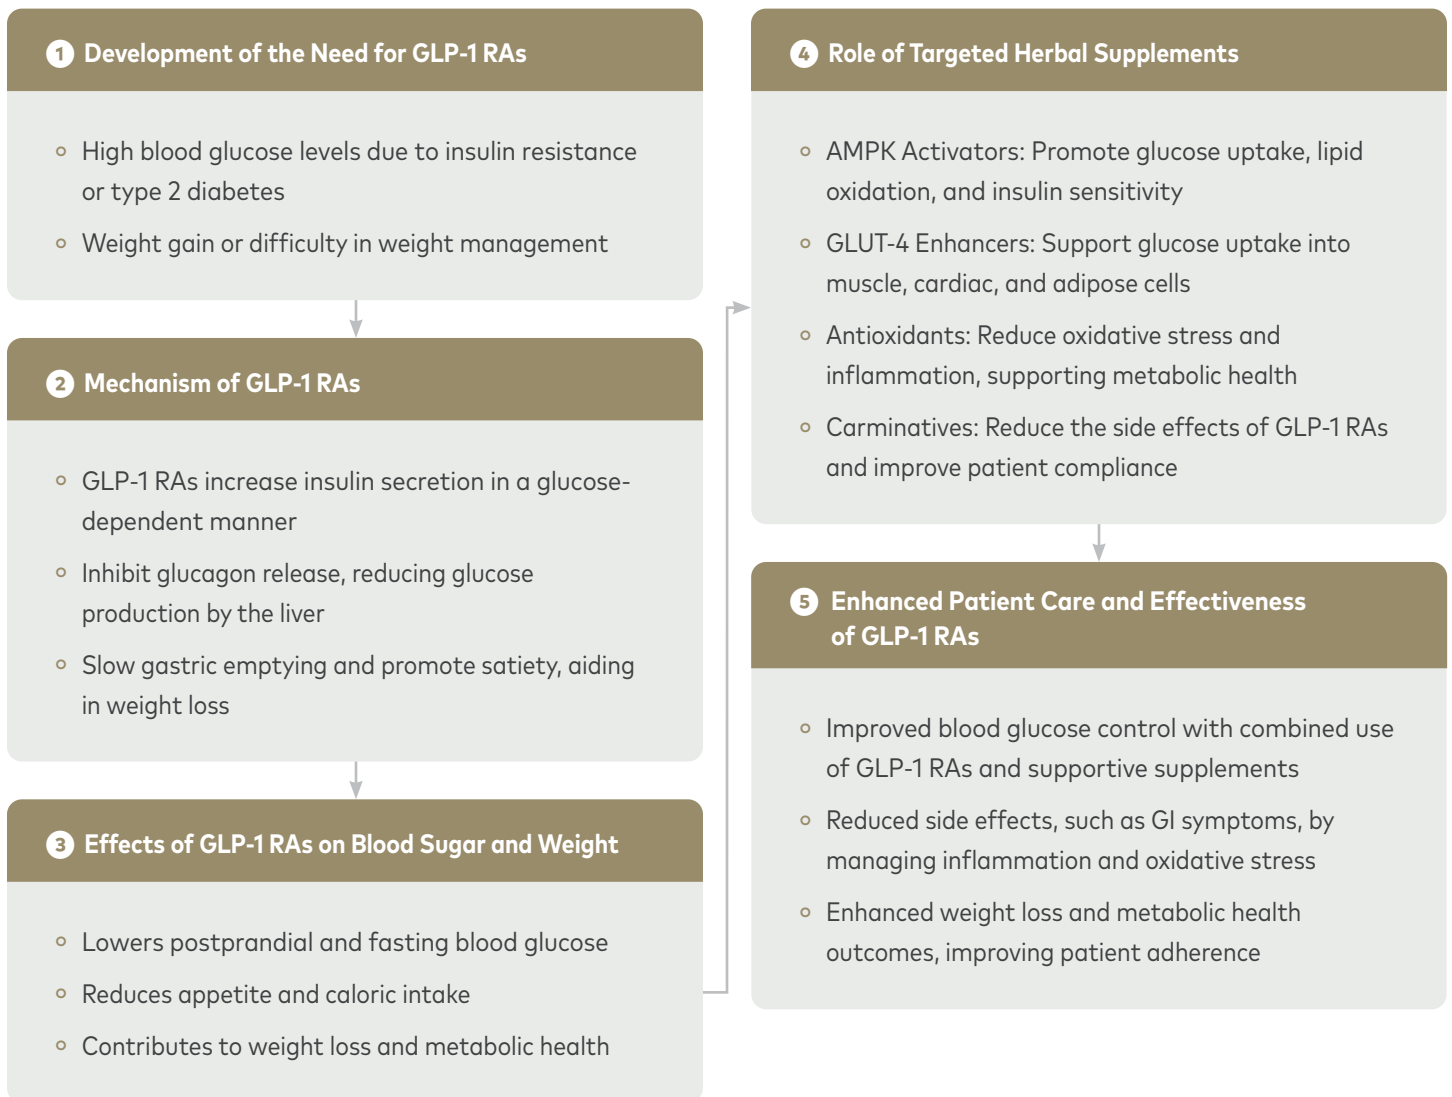 1 Development of the Need for GLP-1 RAs
High blood glucose levels due to insulin resistance
or type 2 diabetes
Weight gain or difficulty in weight management
2 Mechanism of GLP-1 RAs
GLP-1 RAs increase insulin secretion in a glucose-
dependent manner
Inhibit glucagon release, reducing glucose
production by the liver
Slow gastric emptying and promote satiety, aiding
in weight loss
3 Effects of GLP-1 RAs on Blood Sugar and Weight
Lowers postprandial and fasting blood glucose
Reduces appetite and caloric intake
Contributes to weight loss and metabolic health
4 Role of Targeted Herbal Supplements
AMPK Activators: Promote glucose uptake, lipid
oxidation, and insulin sensitivity
GLUT-4 Enhancers: Support glucose uptake into
muscle, cardiac, and adipose cells
Antioxidants: Reduce oxidative stress and
inflammation, supporting metabolic health
Carminatives: Reduce the side effects of GLP-1 RAs
and improve patient compliance
5 Enhanced Patient Care and Effectiveness
of GLP-1 RAs
Improved blood glucose control with combined use
of GLP-1 RAs and supportive supplements
Reduced side effects, such as GI symptoms, by
managing inflammation and oxidative stress
Enhanced weight loss and metabolic health
outcomes, improving patient adherence